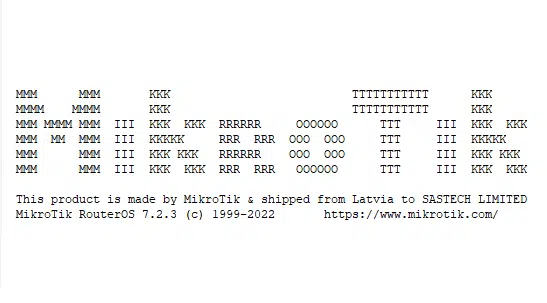 MMM      MMM       KKK                          TTTTTTTTTTT      KKK
MMMM    MMMM       KKK                          TTTTTTTTTTT      KKK
MMM MMMM MMM  III  KKK  KKK  RRRRRR     OOOOOO      TTT     III  KKK  KKK
MMM  MM  MMM  III  KKKKK     RRR  RRR  OOO  OOO     TTT     III  KKKKK
MMM      MMM  III  KKK KKK   RRRRRR    OOO  OOO     TTT     III  KKK KKK
MMM      MMM  III  KKK  KKK  RRR  RRR   OOOOOO      TTT     III  KKK  KKK
This product is made by MikroTik & shipped from Latvia to SASTECH LIMITED
MikroTik RouterOS 7.2.3 (c) 1999-2022       https://www.mikrotik.com/